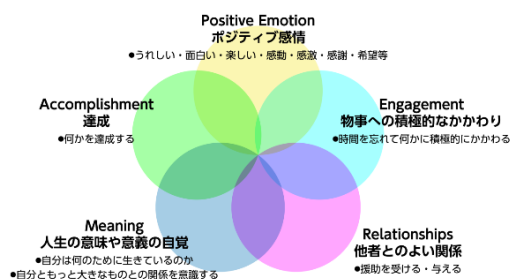 Positive Emotion
ポジティブ感情
●うれしい・面白い・楽しい・感動・感激・感謝・希望等
Accomplishment
達成
●何かを達成する
Engagement
物事への積極的なかかわり
●時間を忘れて何かに積極的にかかわる
Meaning
人生の意味や意義の自覚
●自分は何のために生きているのか
●自分ともっと大きなものとの関係を意識する
Relationships
他者とのよい関係
●援助を受ける・与える